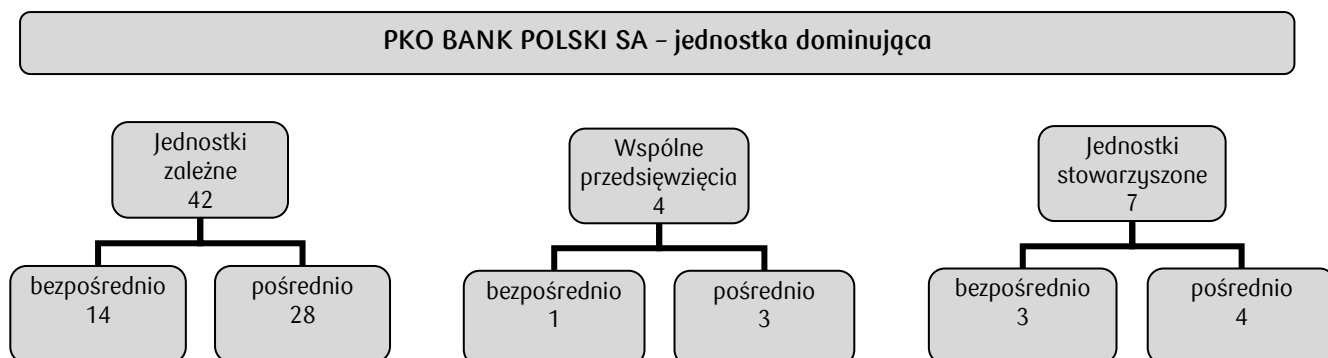 PKO BANK POLSKI SA – jednostka dominująca
Jednostki
zależne
42
bezpośrednio
14
pośrednio
28
Wspólne
przedsięwzięcia
4
bezpośrednio
1
pośrednio
3
Jednostki
stowarzyszone
7
bezpośrednio
3
pośrednio
4